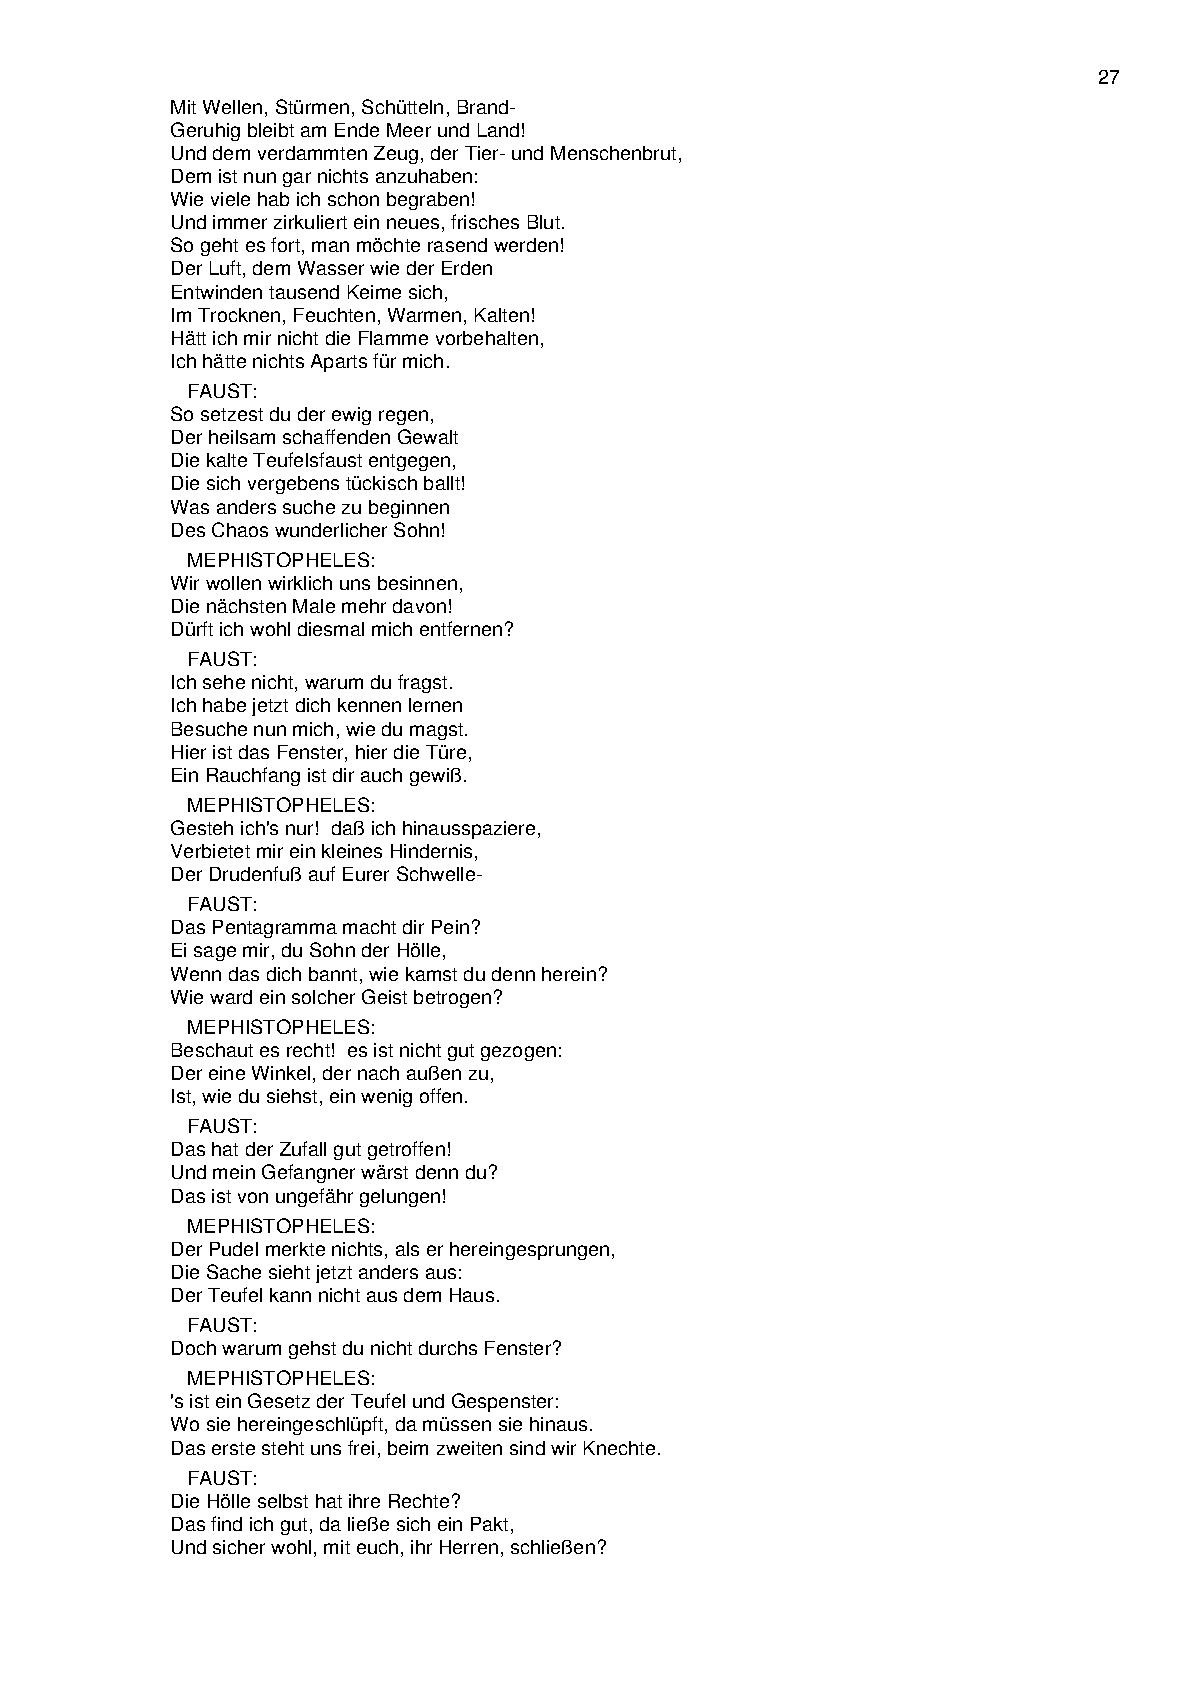 27
Mit Wellen, Stürmen, Schütteln, Brand-
Geruhig bleibt am Ende Meer und Land!
Und dem verdammten Zeug, der Tier- und Menschenbrut,
Dem ist nun gar nichts anzuhaben:
Wie viele hab ich schon begraben!
Und immer zirkuliert ein neues, frisches Blut.
So geht es fort, man möchte rasend werden!
Der Luft, dem Wasser wie der Erden
Entwinden tausend Keime sich,
Im Trocknen, Feuchten, Warmen, Kalten!
Hätt ich mir nicht die Flamme vorbehalten,
Ich hätte nichts Aparts für mich.
FAUST:
So setzest du der ewig regen,
Der heilsam schaffenden Gewalt
Die kalte Teufelsfaust entgegen,
Die sich vergebens tückisch ballt!
Was anders suche zu beginnen
Des Chaos wunderlicher Sohn!
MEPHISTOPHELES:
Wir wollen wirklich uns besinnen,
Die nächsten Male mehr davon!
Dürft ich wohl diesmal mich entfernen?
FAUST:
Ich sehe nicht, warum du fragst.
Ich habe jetzt dich kennen lernen
Besuche nun mich, wie du magst.
Hier ist das Fenster, hier die Türe,
Ein Rauchfang ist dir auch gewiß.
MEPHISTOPHELES:
Gesteh ich's nur!  daß ich hinausspaziere,
Verbietet mir ein kleines Hindernis,
Der Drudenfuß auf Eurer Schwelle-
FAUST:
Das Pentagramma macht dir Pein?
Ei sage mir, du Sohn der Hölle,
Wenn das dich bannt, wie kamst du denn herein?
Wie ward ein solcher Geist betrogen?
MEPHISTOPHELES:
Beschaut es recht!  es ist nicht gut gezogen:
Der eine Winkel, der nach außen zu,
Ist, wie du siehst, ein wenig offen.
FAUST:
Das hat der Zufall gut getroffen!
Und mein Gefangner wärst denn du?
Das ist von ungefähr gelungen!
MEPHISTOPHELES:
Der Pudel merkte nichts, als er hereingesprungen,
Die Sache sieht jetzt anders aus:
Der Teufel kann nicht aus dem Haus.
FAUST:
Doch warum gehst du nicht durchs Fenster?
MEPHISTOPHELES:
's ist ein Gesetz der Teufel und Gespenster:
Wo sie hereingeschlüpft, da müssen sie hinaus.
Das erste steht uns frei, beim zweiten sind wir Knechte.
FAUST:
Die Hölle selbst hat ihre Rechte?
Das find ich gut, da ließe sich ein Pakt,
Und sicher wohl, mit euch, ihr Herren, schließen?